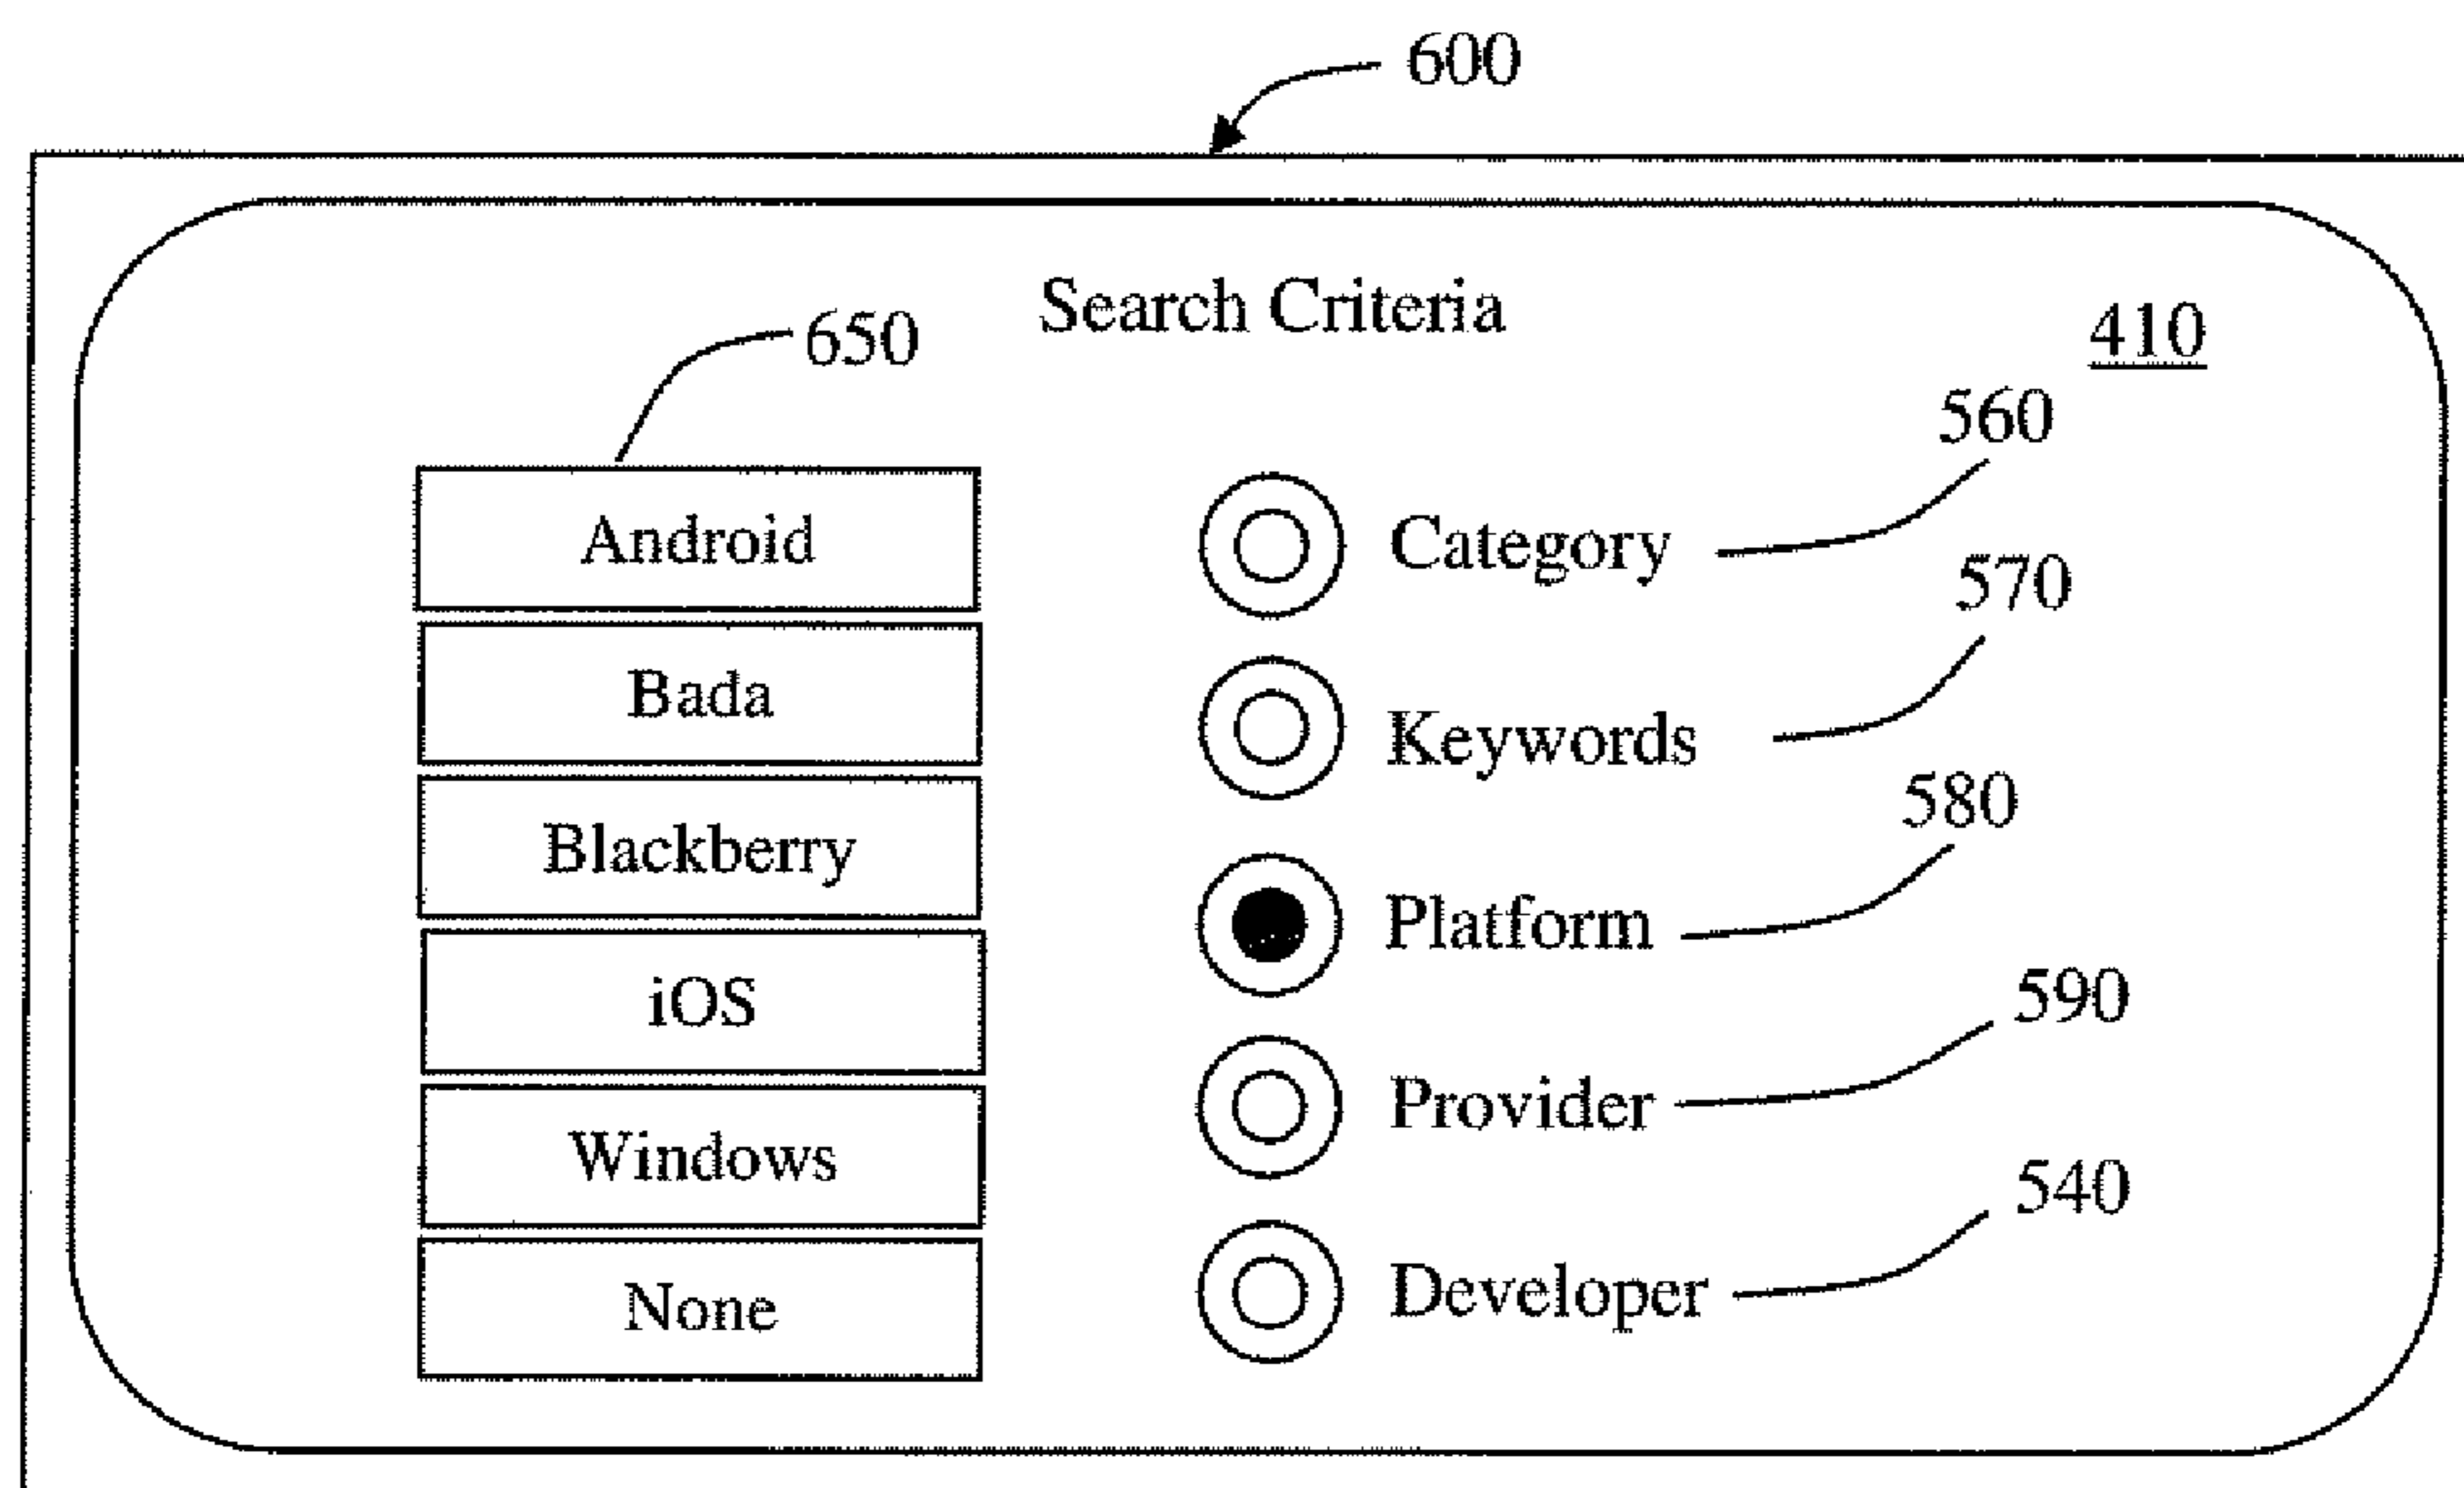 600
Search Criteria
410
650
560
Android
Category
570
Bada
Keywords
580
Blackberry
Platform
590
iOS
Provider
540
Windows
Developer
None